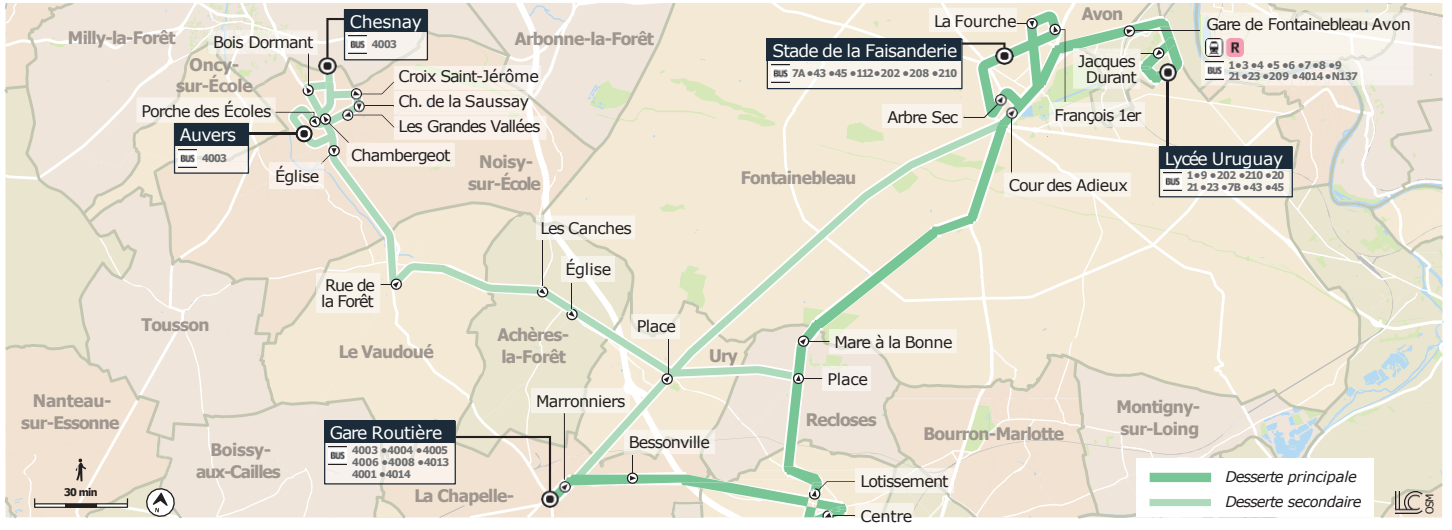 Milly-la-Forêt
Chesnay
BUS 4003
Arbonne-la-Forêt
Bois Dormant
Oncy-
sur-École
Croix Saint-Jérôme
Ch. de la Saussay
Porche des Écoles
Les Grandes Vallées
Auvers
BUS 4003
Chambergeot
Église
Noisy-
sur-École
La Fourche
Avon
Stade de la Faisanderie
BUS 7A •43 •45 •112 •202 •208 •210
Gare de Fontainebleau Avon
R
BUS 1•3 •4 •5 •6 •7 •8 •9
21 •23 •209 •4014 •N137
Jacques
Durant
Arbre Sec
François 1er
Lycée Uruguay
BUS 1•9 •202 •210 •20
21 •23 •7B •43 •45
Fontainebleau
Cour des Adieux
Les Canches
Église
Rue de
la Forêt
Tousson
Le Vaudoué
Achères-
la-Forêt
Place
Ury
Mare à la Bonne
Place
Marronniers
Recloses
Nanteau-
sur-Essonne
Boissy-
aux-Cailles
Gare Routière
BUS 4003 •4004 •4005
4006 •4008 •4013
4001 •4014
Bessonville
Bourron-Marlotte
Montigny-
sur-Loing
La Chapelle-
Lotissement
Centre
30 min
N
Desserte principale
Desserte secondaire
LC
OSM